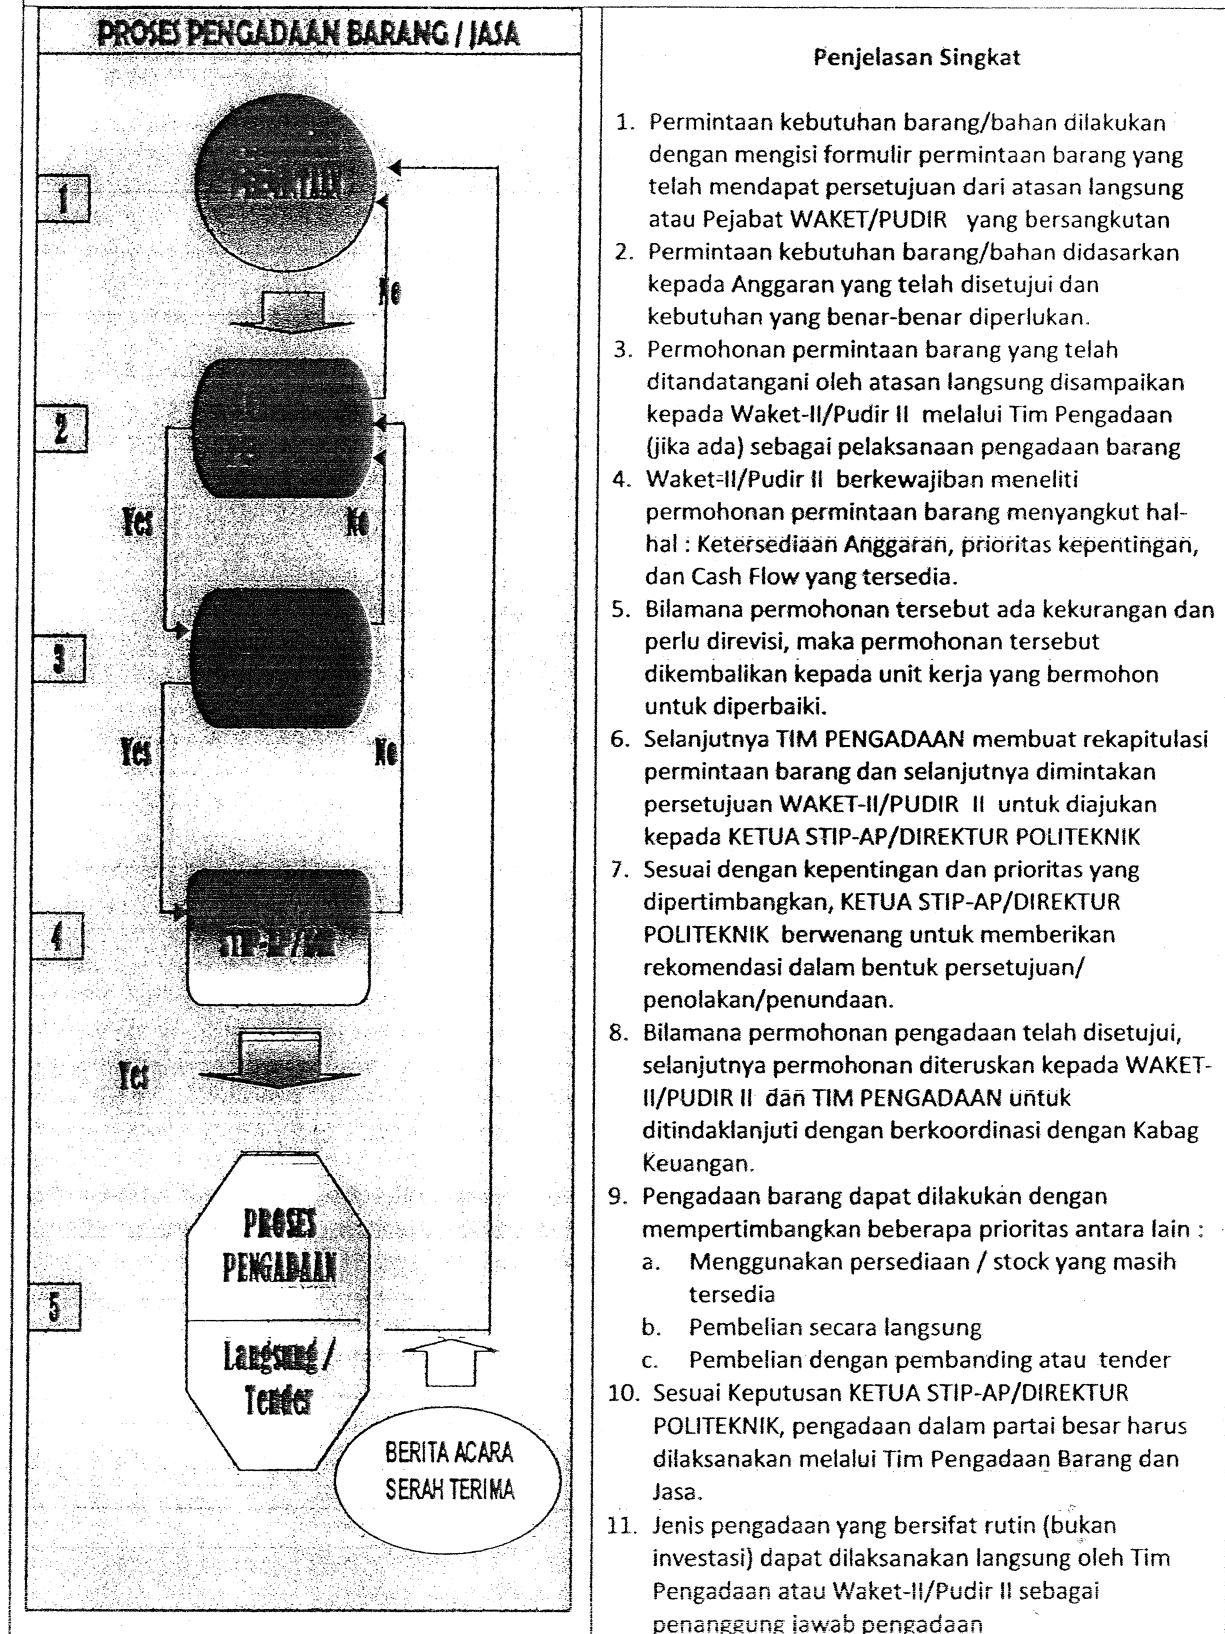 PROSES PENGADAAN BARANG / JASA
1
No
2
Yes
No
3
Yes
No
4
STIP-AP /
Yes
PROSES
PENGADAAN
5
Langsung /
Tender
BERITA ACARA
SERAH TERIMA
Penjelasan Singkat
1. Permintaan kebutuhan barang/bahan dilakukan
dengan mengisi formulir permintaan barang yang
telah mendapat persetujuan dari atasan langsung
atau Pejabat WAKET/PUDIR yang bersangkutan
2. Permintaan kebutuhan barang/bahan didasarkan
kepada Anggaran yang telah disetujui dan
kebutuhan yang benar-benar diperlukan.
3. Permohonan permintaan barang yang telah
ditandatangani oleh atasan langsung disampaikan
kepada Waket-II/Pudir II melalui Tim Pengadaan
(jika ada) sebagai pelaksanaan pengadaan barang
4. Waket-II/Pudir II berkewajiban meneliti
permohonan permintaan barang menyangkut hal-
hal : Ketersediaan Anggaran, prioritas kepentingan,
dan Cash Flow yang tersedia.
5. Bilamana permohonan tersebut ada kekurangan dan
perlu direvisi, maka permohonan tersebut
dikembalikan kepada unit kerja yang bermohon
untuk diperbaiki.
6. Selanjutnya TIM PENGADAAN membuat rekapitulasi
permintaan barang dan selanjutnya dimintakan
persetujuan WAKET-II/PUDIR II untuk diajukan
kepada KETUA STIP-AP/DIREKTUR POLITEKNIK
7. Sesuai dengan kepentingan dan prioritas yang
dipertimbangkan, KETUA STIP-AP/DIREKTUR
POLITEKNIK berwenang untuk memberikan
rekomendasi dalam bentuk persetujuan/
penolakan/penundaan.
8. Bilamana permohonan pengadaan telah disetujui,
selanjutnya permohonan diteruskan kepada WAKET-
II/PUDIR II dan TIM PENGADAAN untuk
ditindaklanjuti dengan berkoordinasi dengan Kabag
Keuangan.
9. Pengadaan barang dapat dilakukan dengan
mempertimbangkan beberapa prioritas antara lain :
a. Menggunakan persediaan / stock yang masih
tersedia
b. Pembelian secara langsung
c. Pembelian dengan pembanding atau tender
10. Sesuai Keputusan KETUA STIP-AP/DIREKTUR
POLITEKNIK, pengadaan dalam partai besar harus
dilaksanakan melalui Tim Pengadaan Barang dan
Jasa.
11. Jenis pengadaan yang bersifat rutin (bukan
investasi) dapat dilaksanakan langsung oleh Tim
Pengadaan atau Waket-II/Pudir II sebagai
penanggung jawab pengadaan